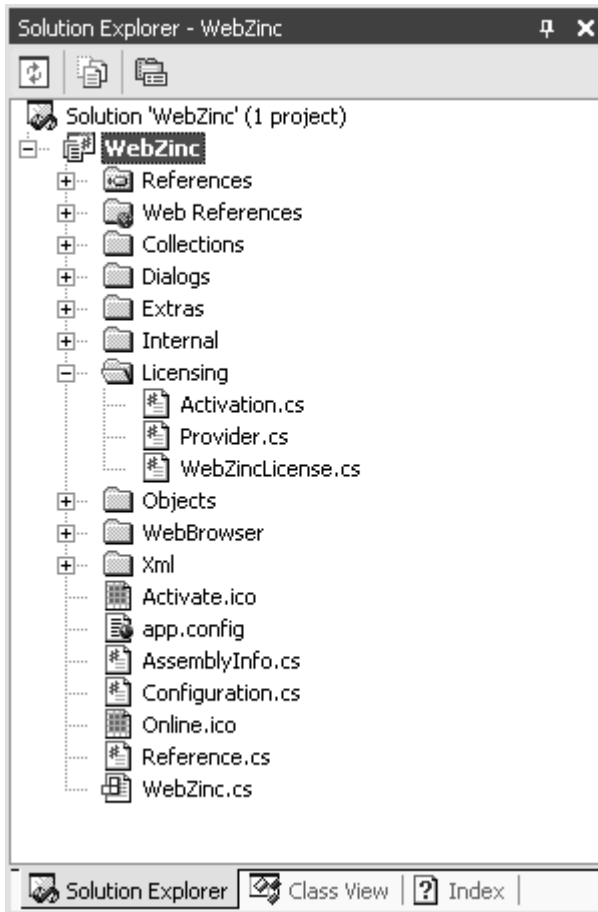 Solution Explorer - WebZinc
Solution 'WebZinc' (1 project)
WebZinc
References
Web References
Collections
Dialogs
Extras
Internal
Licensing
Activation.cs
Provider.cs
WebZincLicense.cs
Objects
WebBrowser
Xml
Activate.ico
app.config
AssemblyInfo.cs
Configuration.cs
Online.ico
Reference.cs
WebZinc.cs
Solution Explorer Class View Index